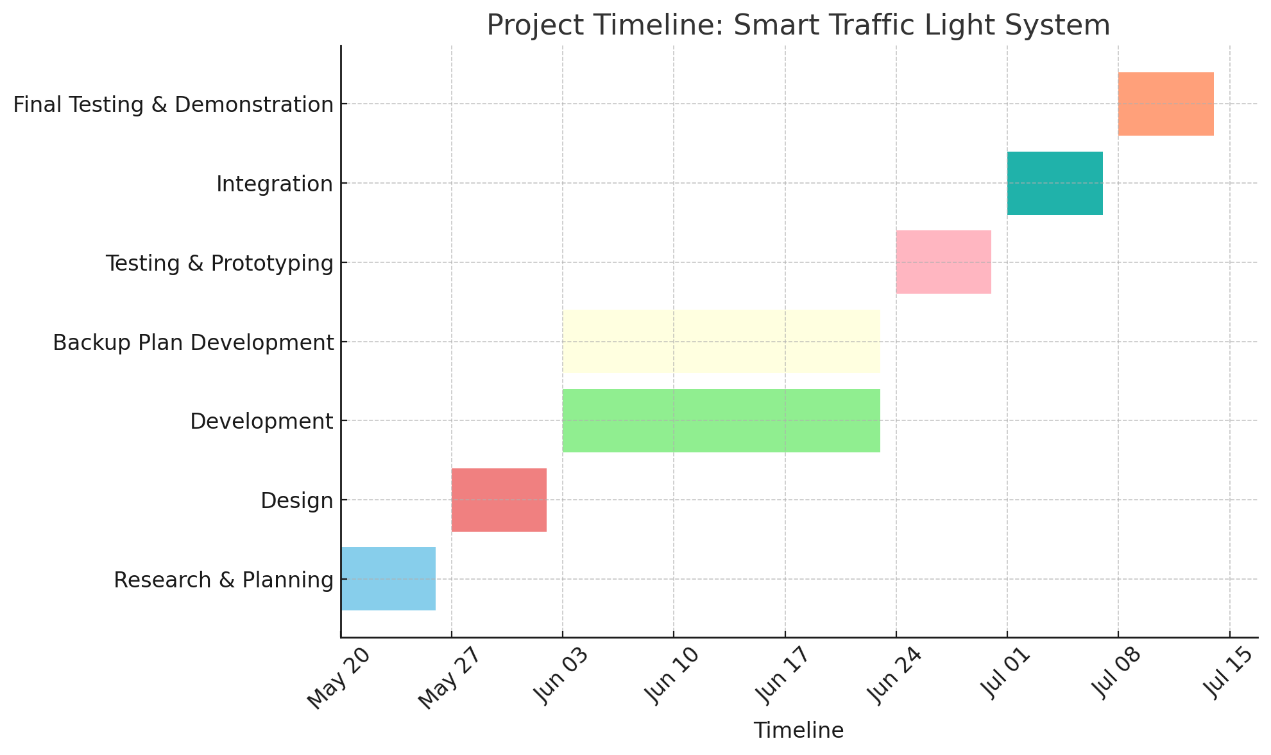 Project Timeline: Smart Traffic Light System
Final Testing & Demonstration
Integration
Testing & Prototyping
Backup Plan Development
Development
Design
Research & Planning
May 20
May 27
Jun 03
Jun 10
Jun 17
Jun 24
Jul 01
Jul 08
Jul 15
Timeline